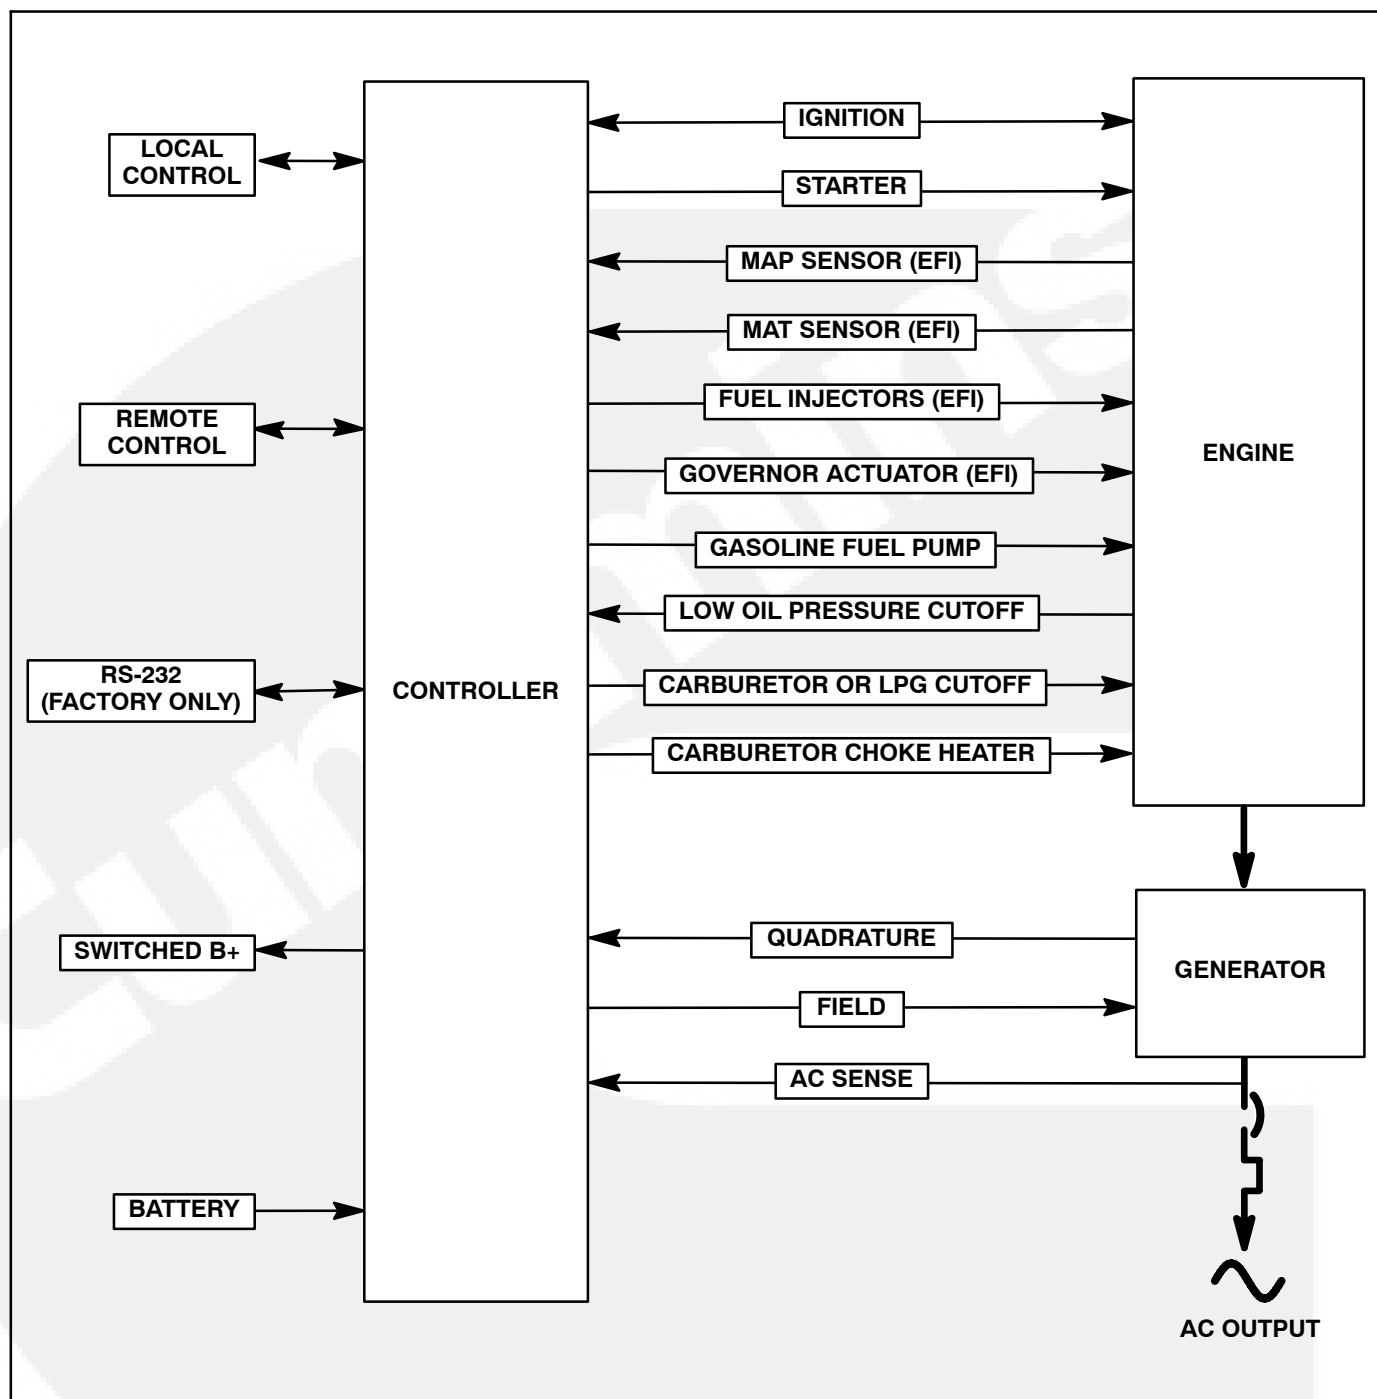 IGNITION
LOCAL
CONTROL
STARTER
MAP SENSOR (EFI)
MAT SENSOR (EFI)
FUEL INJECTORS (EFI)
REMOTE
CONTROL
ENGINE
GOVERNOR ACTUATOR (EFI)
GASOLINE FUEL PUMP
LOW OIL PRESSURE CUTOFF
RS-232
(FACTORY ONLY)
CONTROLLER
CARBURETOR OR LPG CUTOFF
CARBURETOR CHOKE HEATER
QUADRATURE
SWITCHED B+
GENERATOR
FIELD
AC SENSE
BATTERY
AC OUTPUT
Cummins